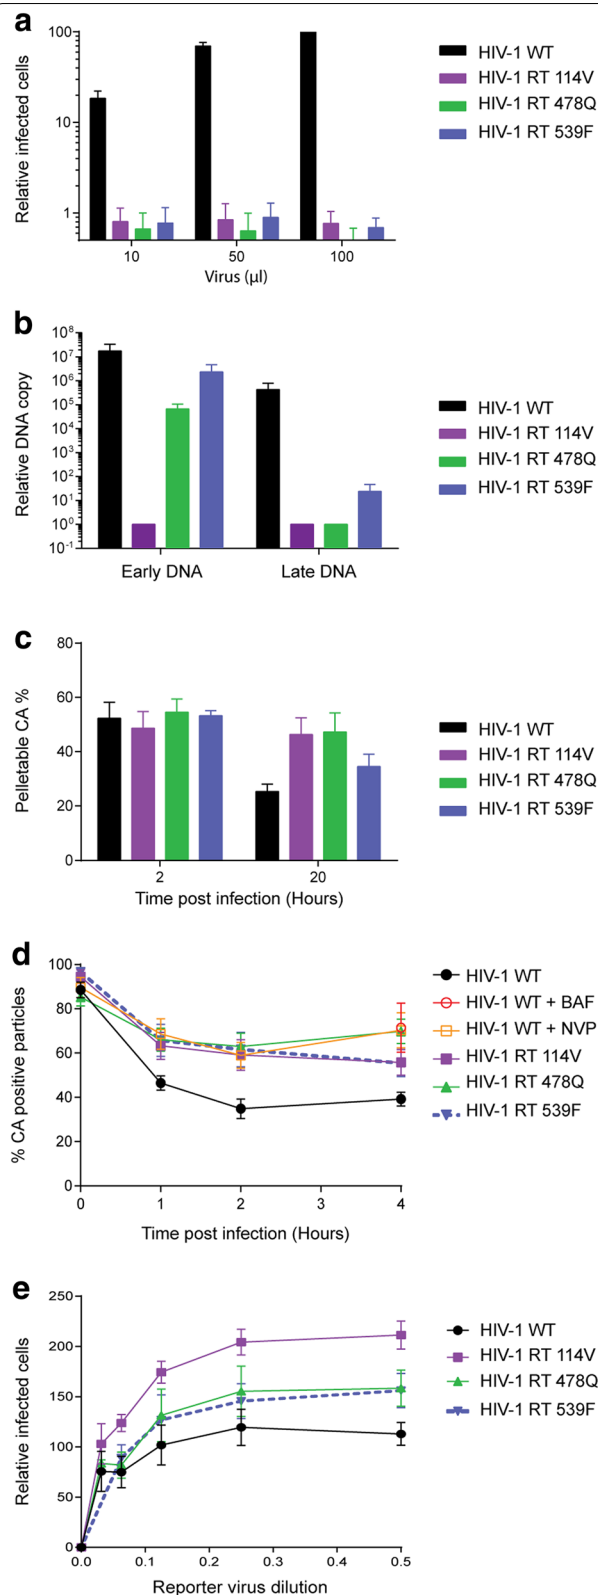 a
Relative infected cells
100
10
1
10
50
100
Virus (µl)
HIV-1 WT
HIV-1 RT 114V
HIV-1 RT 478Q
HIV-1 RT 539F
b
Relative DNA copy
10⁸
10⁷
10⁶
10⁵
10⁴
10³
10²
10¹
10⁰
10⁻¹
Early DNA
Late DNA
HIV-1 WT
HIV-1 RT 114V
HIV-1 RT 478Q
HIV-1 RT 539F
c
Pelletable CA %
80
60
40
20
0
2
20
Time post infection (Hours)
HIV-1 WT
HIV-1 RT 114V
HIV-1 RT 478Q
HIV-1 RT 539F
d
% CA positive particles
100
80
60
40
20
0
0
1
2
3
4
Time post infection (Hours)
HIV-1 WT
HIV-1 WT + BAF
HIV-1 WT + NVP
HIV-1 RT 114V
HIV-1 RT 478Q
HIV-1 RT 539F
e
Relative infected cells
250
200
150
100
50
0
0.0
0.1
0.2
0.3
0.4
0.5
Reporter virus dilution
HIV-1 WT
HIV-1 RT 114V
HIV-1 RT 478Q
HIV-1 RT 539F